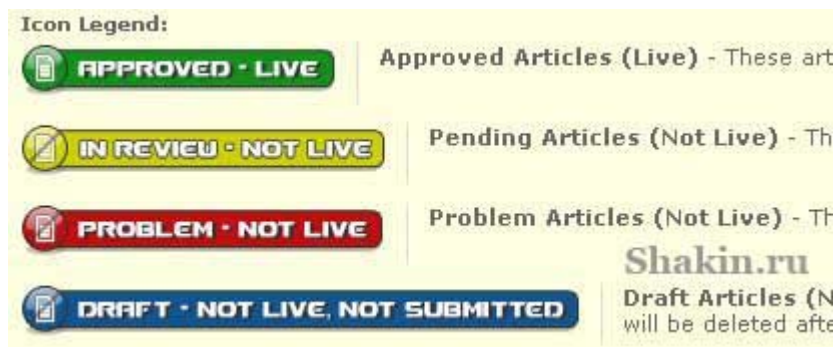 Icon Legend:
APPROVED - LIVE
Approved Articles (Live) - These art
IN REVIEW - NOT LIVE
Pending Articles (Not Live) - Th
PROBLEM - NOT LIVE
Problem Articles (Not Live) - Th
Shakin.ru
DRAFT - NOT LIVE, NOT SUBMITTED
Draft Articles (N
will be deleted afte